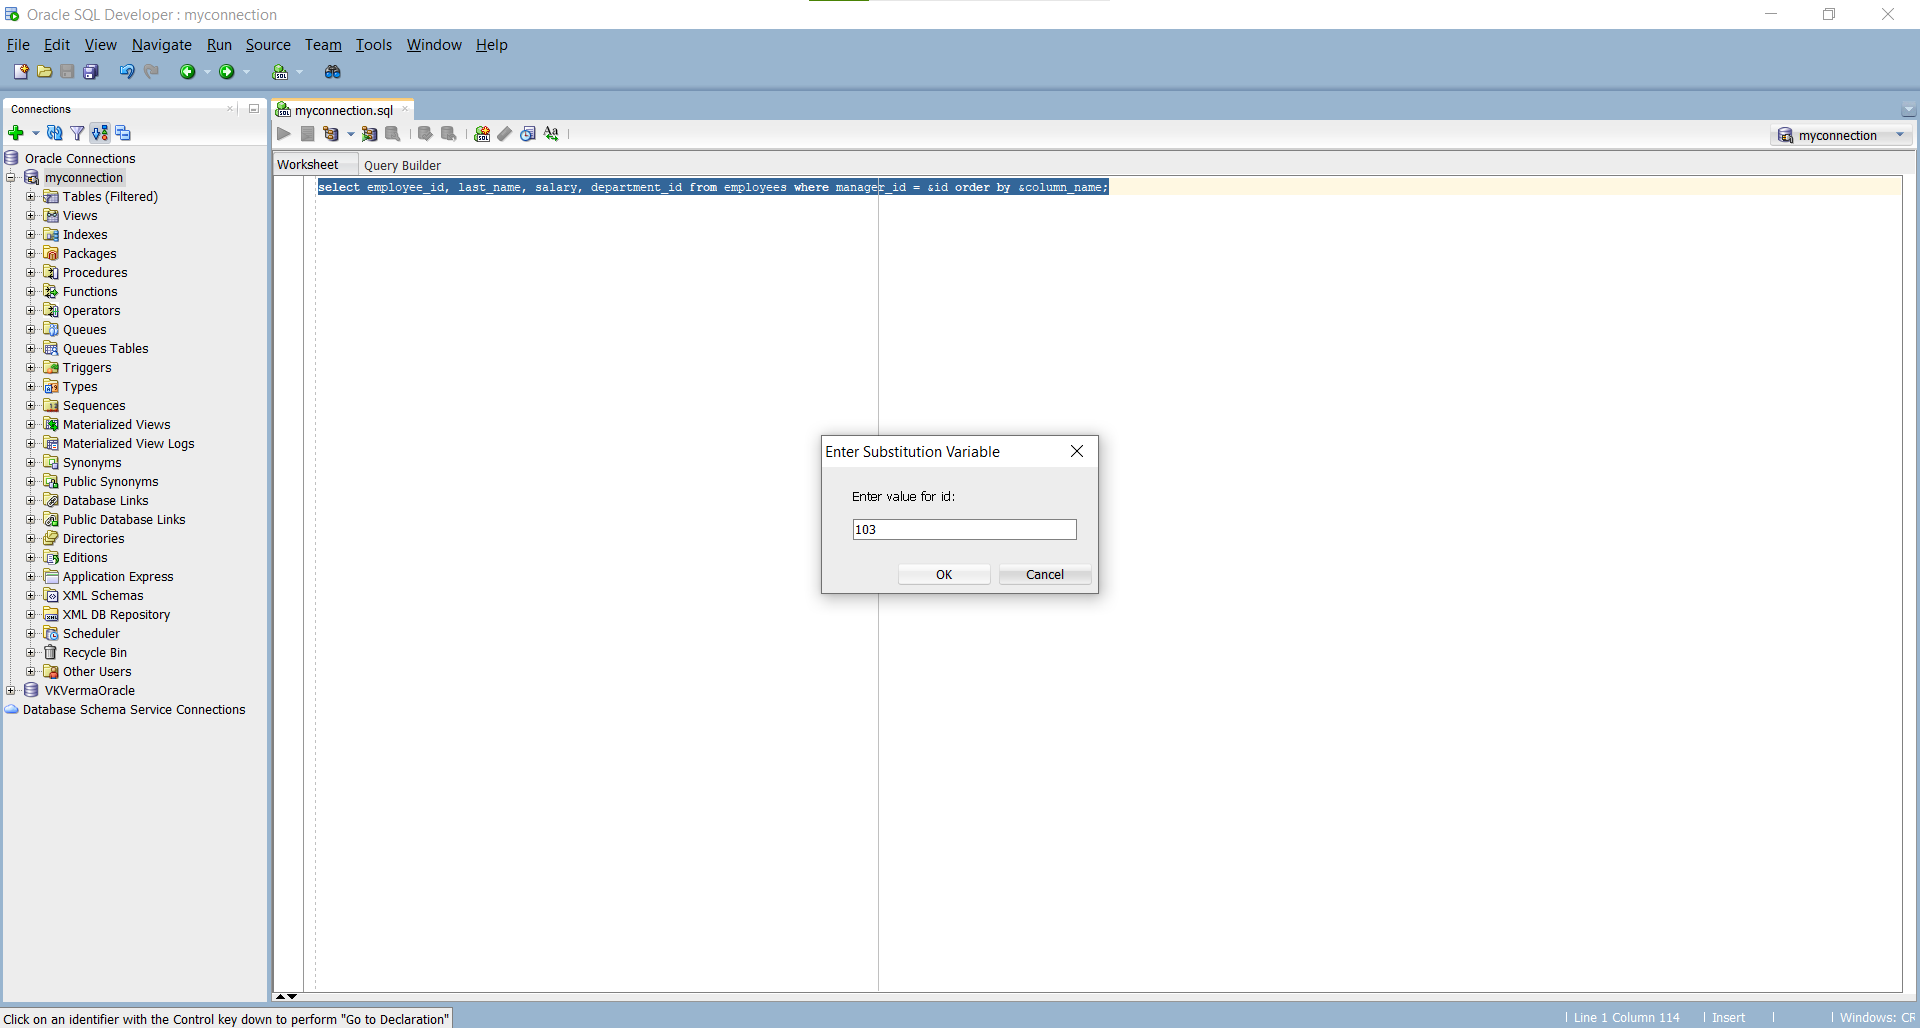 Oracle SQL Developer : myconnection
File Edit View Navigate Run Source Team Tools Window Help
Connections
myconnection.sql
myconnection
Worksheet
Query Builder
select employee_id, last_name, salary, department_id from employees where manager_id = &id order by &column_name;
Oracle Connections
myconnection
Tables (Filtered)
Views
Indexes
Packages
Procedures
Functions
Operators
Queues
Queues Tables
Triggers
Types
Sequences
Materialized Views
Materialized View Logs
Synonyms
Public Synonyms
Database Links
Public Database Links
Directories
Editions
Application Express
XML Schemas
XML DB Repository
Scheduler
Recycle Bin
Other Users
VKVermaOracle
Database Schema Service Connections
Enter Substitution Variable
Enter value for id:
103
OK
Cancel
Click on an identifier with the Control key down to perform "Go to Declaration"
Line 1 Column 114
Insert
Windows: CR